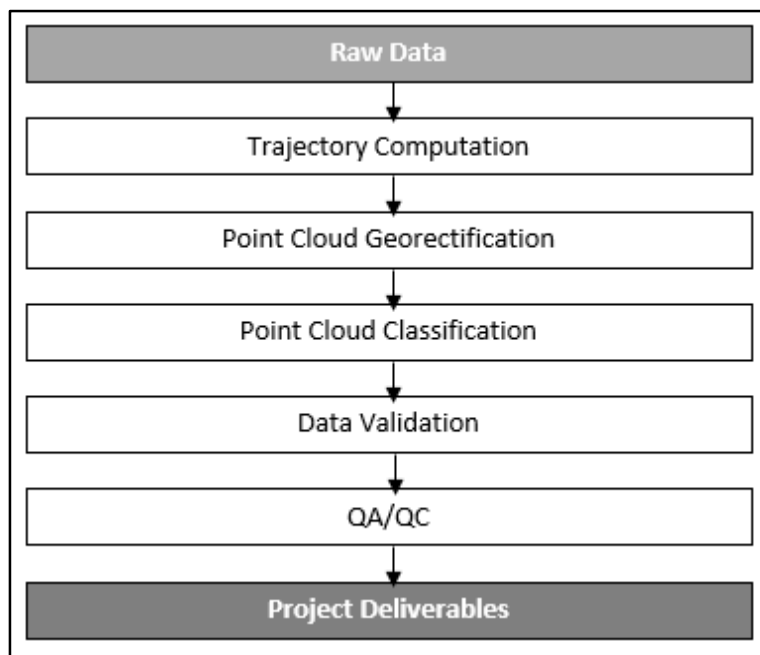 Raw Data
Trajectory Computation
Point Cloud Georectification
Point Cloud Classification
Data Validation
QA/QC
Project Deliverables